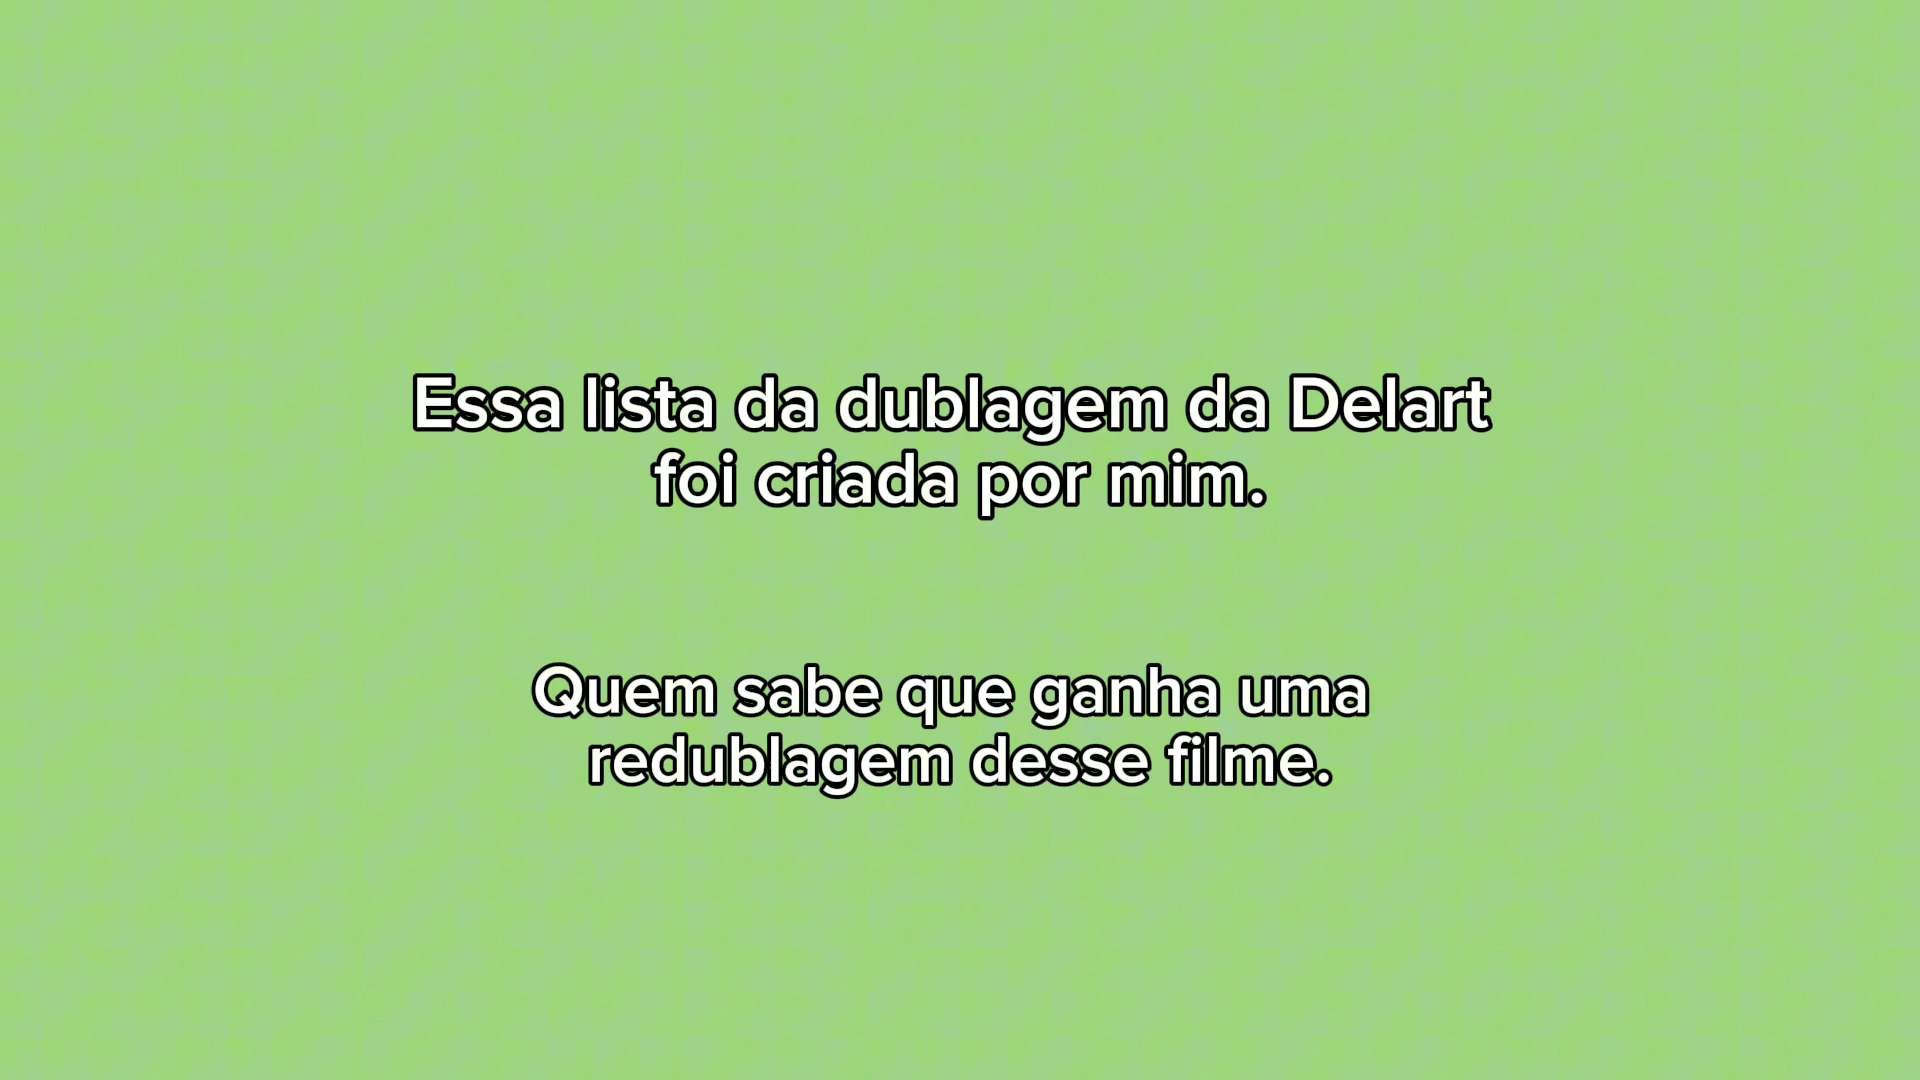 Essa lista da dublagem da Delart
foi criada por mim.
Quem sabe que ganha uma
redublagem desse filme.